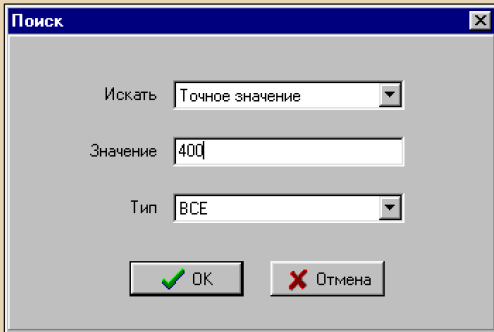 Поиск
Искать Точное значение
Значение 400
Тип ВСЕ
OK Отмена